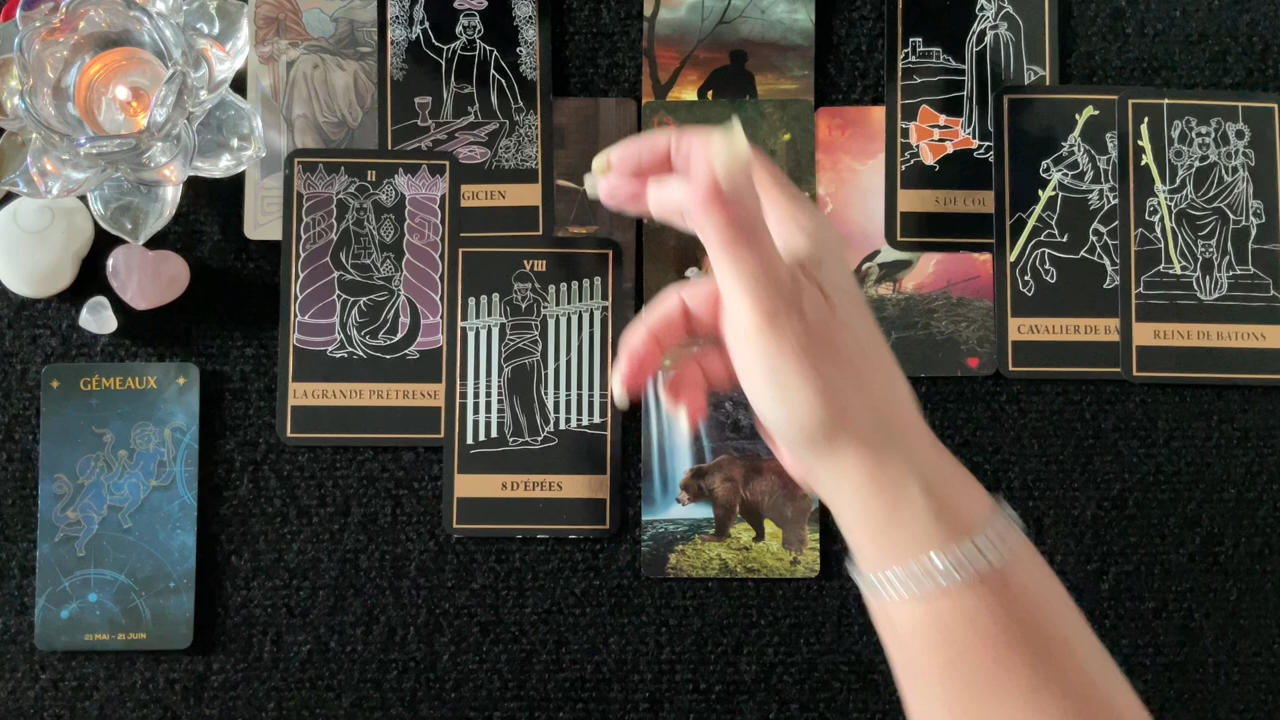 GICIEN
II
LA GRANDE PRÊTRESSE
VIII
8 D'ÉPÉES
5 DE COU
CAVALIER DE BA
REINE DE BATONS
GÉMEAUX
21 MAI - 21 JUIN